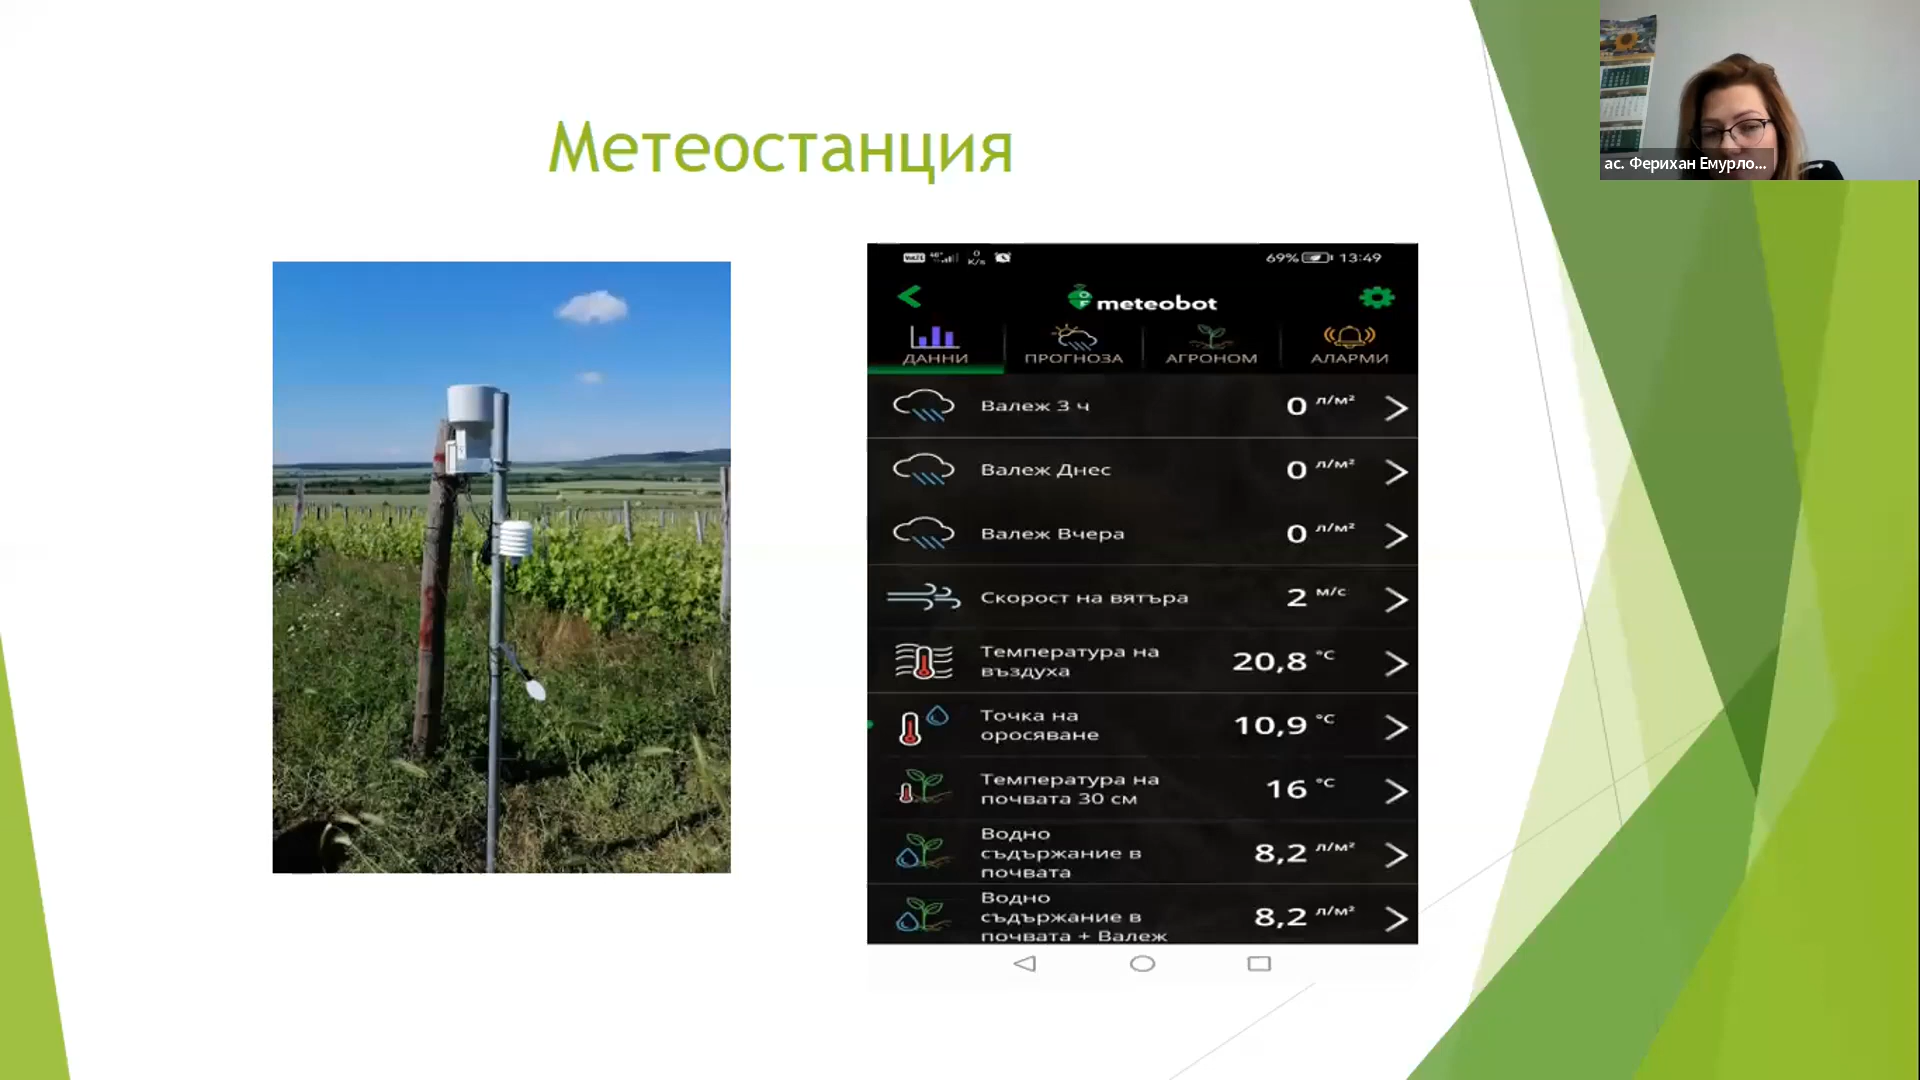 Метеостанция
ас. Ферихан Емурло...
VoLTE 0 K/s 69% 13:49
meteobot
ДАННИ ПРОГНОЗА АГРОНОМ АЛАРМИ
Валеж 3 ч 0 л/м²
Валеж Днес 0 л/м²
Валеж Вчера 0 л/м²
Скорост на вятъра 2 м/с
Температура на
въздуха 20,8 °C
Точка на
оросяване 10,9 °C
Температура на
почвата 30 см 16 °C
Водно
съдържание в 8,2 л/м²
почвата
Водно
съдържание в 8,2 л/м²
почвата + Валеж